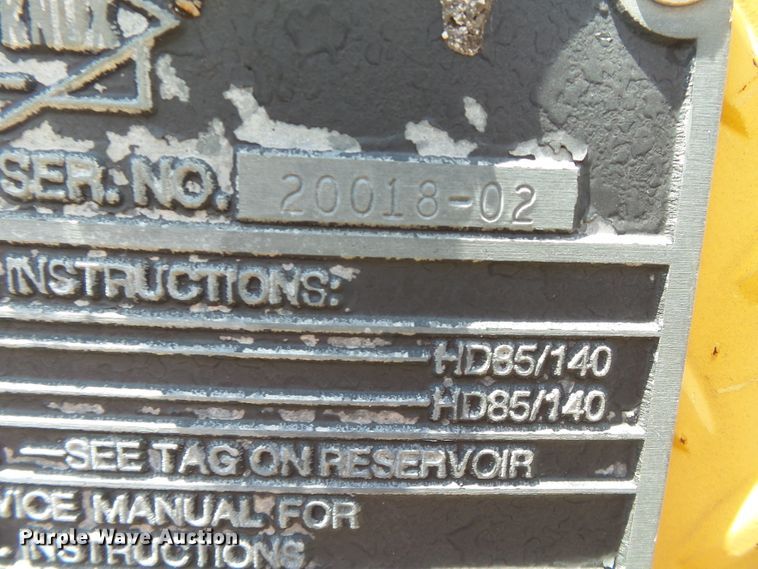 SER. NO. 20018-02
INSTRUCTIONS:
HD85/140
HD85/140
—SEE TAG ON RESERVOIR
VICE MANUAL FOR
INSTRUCTIONS
Purple Wave Auction